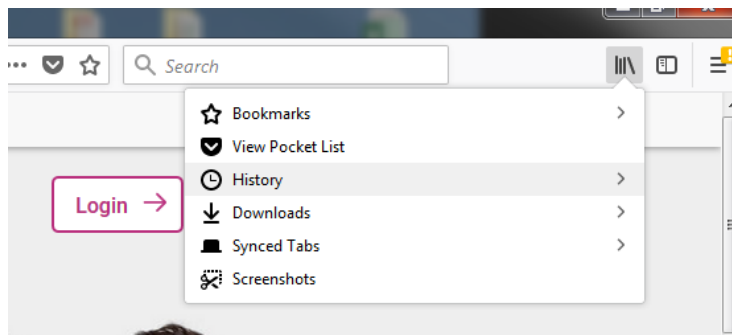 Search
Bookmarks
View Pocket List
History
Login →
Downloads
Synced Tabs
Screenshots